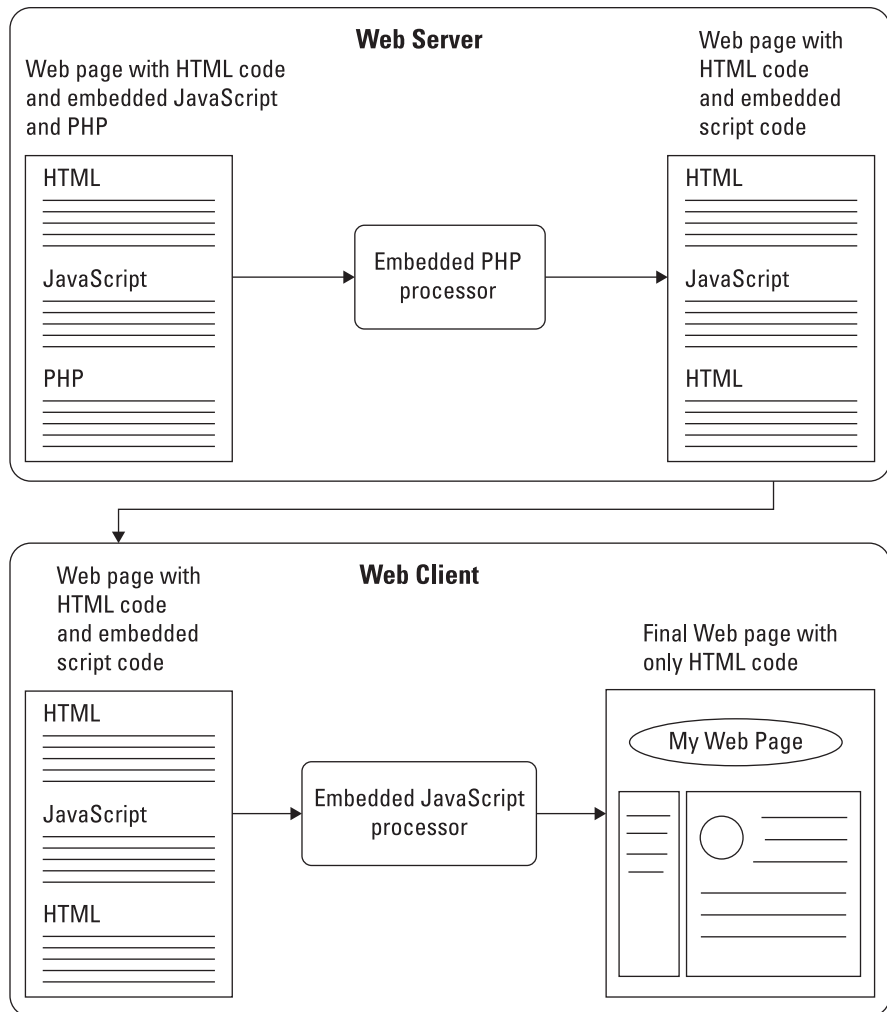 Web Server
Web page with HTML code
and embedded JavaScript
and PHP
HTML
JavaScript
PHP
Embedded PHP
processor
Web page with
HTML code
and embedded
script code
HTML
JavaScript
HTML
Web Client
Web page with
HTML code
and embedded
script code
HTML
JavaScript
HTML
Embedded JavaScript
processor
Final Web page with
only HTML code
My Web Page